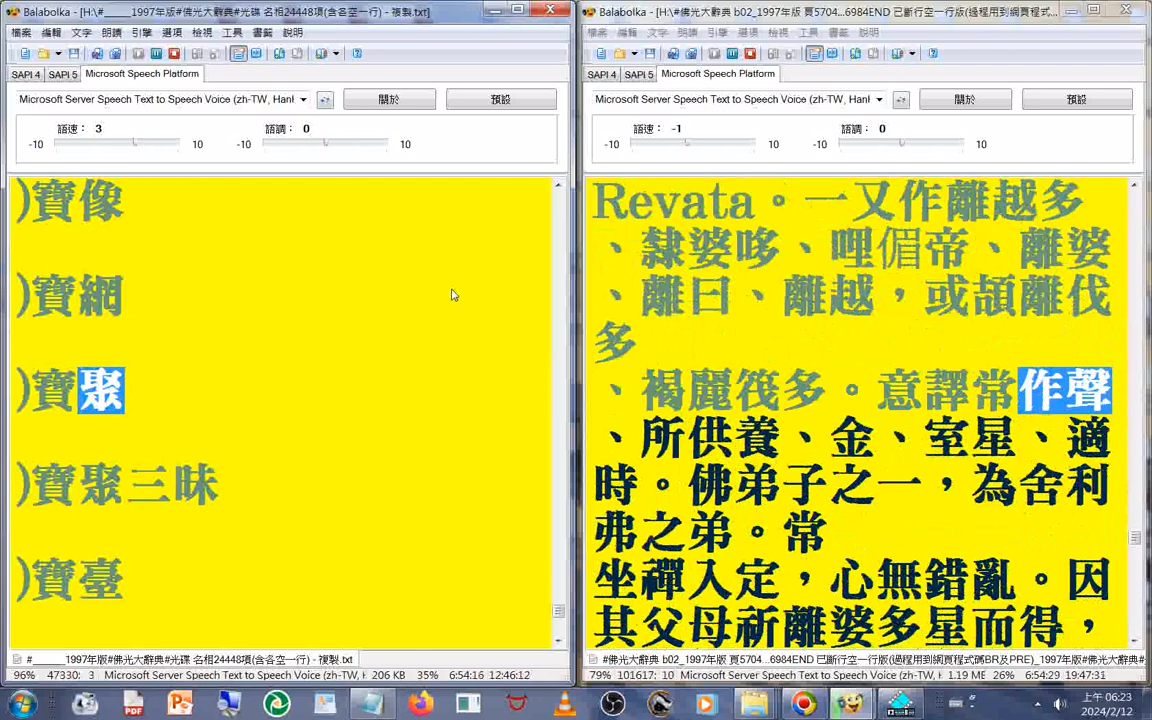 Balabolka - [H:\#_____1997年版#佛光大辭典#光碟 名相24448項(含各空一行) - 複製.txt]
檔案 編輯 文字 朗讀 引擎 選項 檢視 工具 書籤 說明
SAPI 4 SAPI 5 Microsoft Speech Platform
Microsoft Server Speech Text to Speech Voice (zh-TW, Hanl 關於 預設
語速： 3 語調： 0
-10 10 -10 10
)寶像
)寶網
)寶聚
)寶聚三昧
)寶臺
#_____1997年版#佛光大辭典#光碟 名相24448項(含各空一行) - 複製.txt
96% 47330: 3 Microsoft Server Speech Text to Speech Voice (zh-TW, H 206 KB 35% 6:54:16 12:46:12
Balabolka - [H:\#佛光大辭典 b02_1997年版 頁5704...6984END 已斷行空一行版(過程用到網頁程式...
檔案 編輯 文字 朗讀 引擎 選項 檢視 工具 書籤 說明
SAPI 4 SAPI 5 Microsoft Speech Platform
Microsoft Server Speech Text to Speech Voice (zh-TW, Hanl 關於 預設
語速： -1 語調： 0
-10 10 -10 10
Revata。一又作離越多
、隸婆哆、哩㑻帝、離婆
、離曰、離越，或頡離伐
多
、褐麗筏多。意譯常作聲
、所供養、金、室星、適
時。佛弟子之一，為舍利
弗之弟。常
坐禪入定，心無錯亂。因
其父母祈離婆多星而得，
#佛光大辭典 b02_1997年版 頁5704...6984END 已斷行空一行版(過程用到網頁程式碼BR及PRE)_1997年版#
79% 101617: 10 Microsoft Server Speech Text to Speech Voice (zh-TW, H 1.19 ME 26% 6:54:29 19:47:31
上午 06:23
2024/2/12